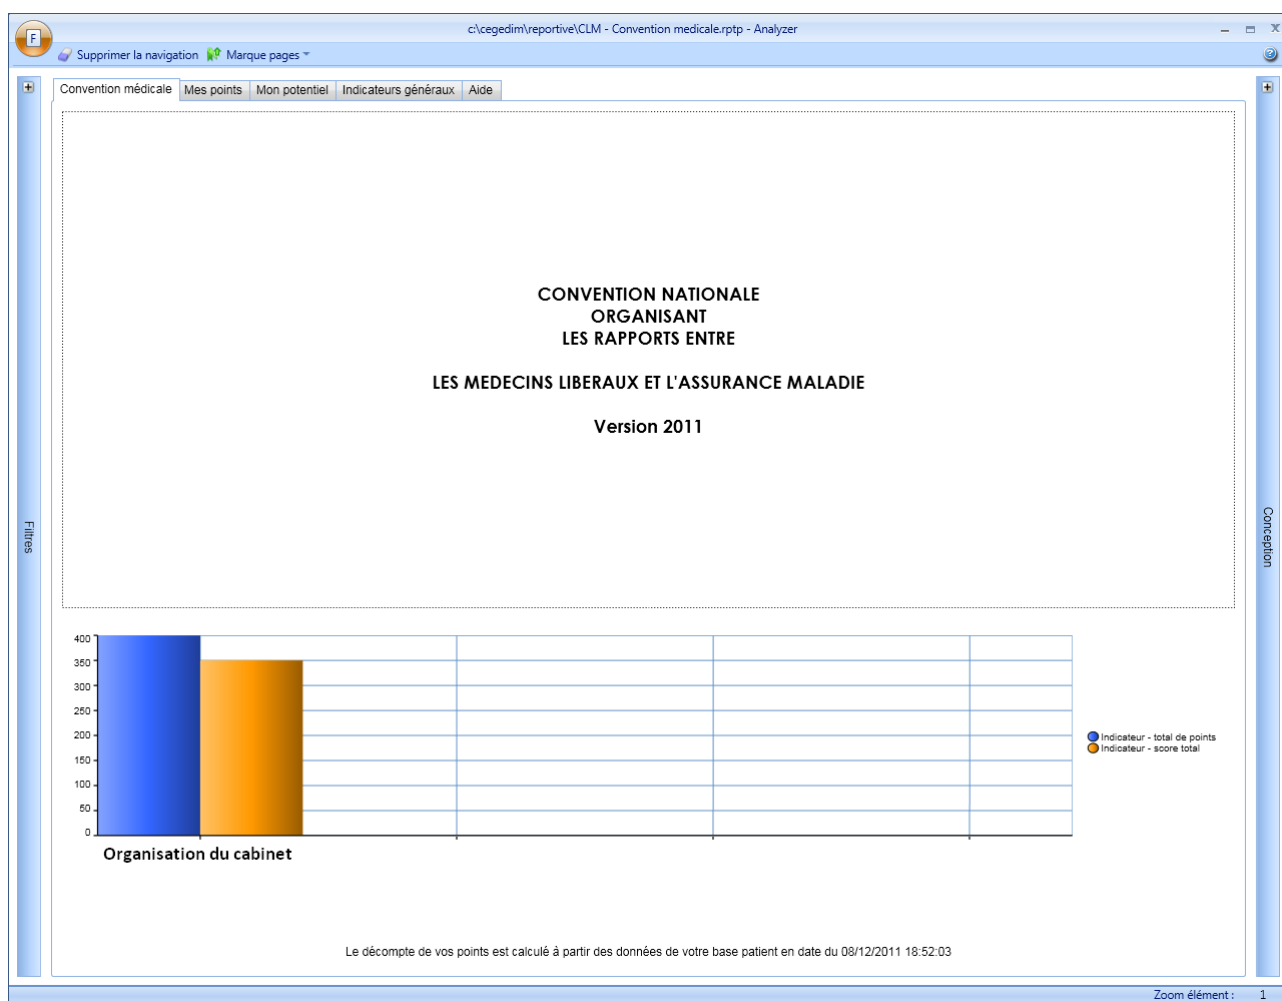 c:\cegedim\reportive\CLM - Convention medicale.rptp - Analyzer
F
Supprimer la navigation Marque pages
Convention médicale Mes points Mon potentiel Indicateurs généraux Aide
Filtres
CONVENTION NATIONALE
ORGANISANT
LES RAPPORTS ENTRE
LES MEDECINS LIBERAUX ET L'ASSURANCE MALADIE
Version 2011
Conception
400
350
300
250
200
150
100
50
0
Organisation du cabinet
Indicateur - total de points
Indicateur - score total
Le décompte de vos points est calculé à partir des données de votre base patient en date du 08/12/2011 18:52:03
Zoom élément : 1